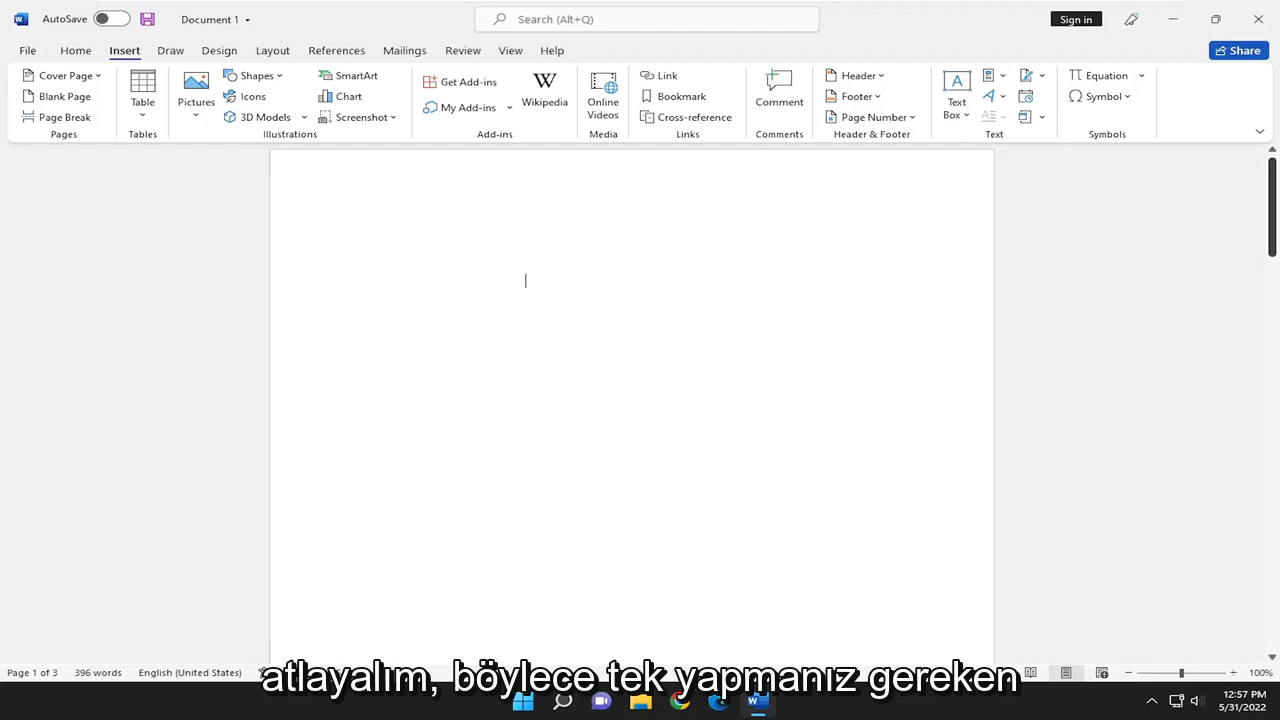 AutoSave
Document 1
Search (Alt+Q)
Sign in
File Home Insert Draw Design Layout References Mailings Review View Help
Share
Cover Page
Blank Page
Page Break
Pages
Table
Tables
Pictures
Shapes
Icons
3D Models
SmartArt
Chart
Screenshot
Illustrations
Get Add-ins
My Add-ins
W
Wikipedia
Add-ins
Online
Videos
Media
Link
Bookmark
Cross-reference
Links
Comment
Comments
Header
Footer
Page Number
Header & Footer
Text
Box
Text
Equation
Symbol
Symbols
Page 1 of 3 396 words English (United States)
100%
atlayalım, böylece tek yapmanız gereken
12:57 PM
5/31/2022